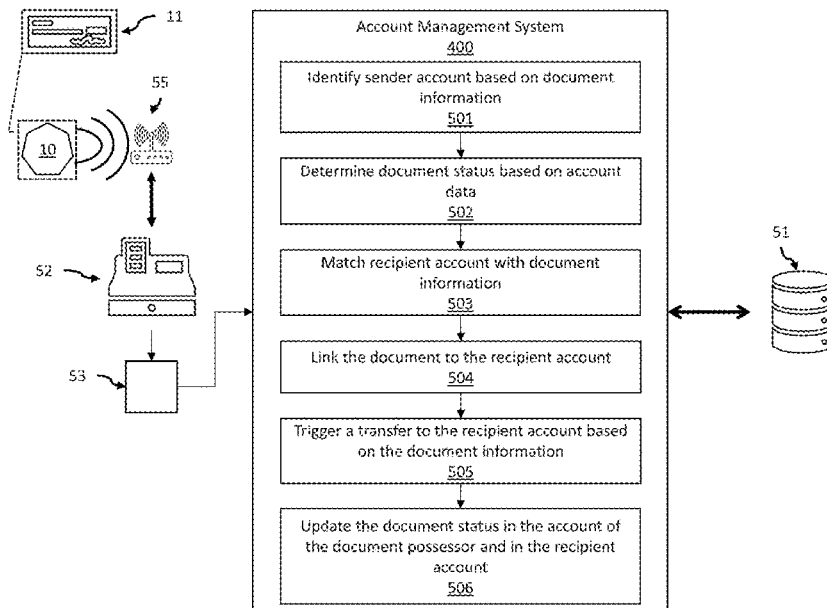 11
55
10
52
53
Account Management System
400
Identify sender account based on document
information
501
Determine document status based on account
data
502
Match recipient account with document
information
503
Link the document to the recipient account
504
Trigger a transfer to the recipient account based
on the document information
505
Update the document status in the account of
the document possessor and in the recipient
account
506
51